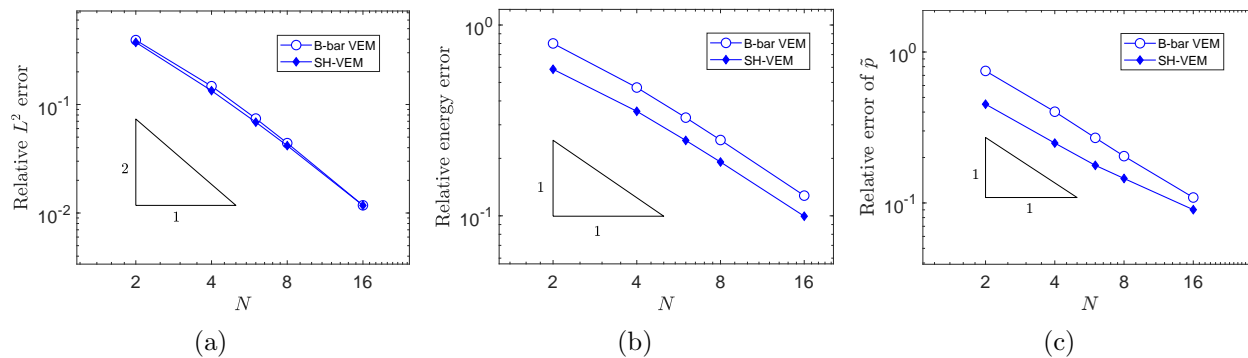 Relative L² error
10⁻¹
10⁻²
B-bar VEM
SH-VEM
2
1
2
4
8
16
N
(a)
Relative energy error
10⁰
10⁻¹
B-bar VEM
SH-VEM
1
1
2
4
8
16
N
(b)
Relative error of p̃
10⁰
10⁻¹
B-bar VEM
SH-VEM
1
1
2
4
8
16
N
(c)